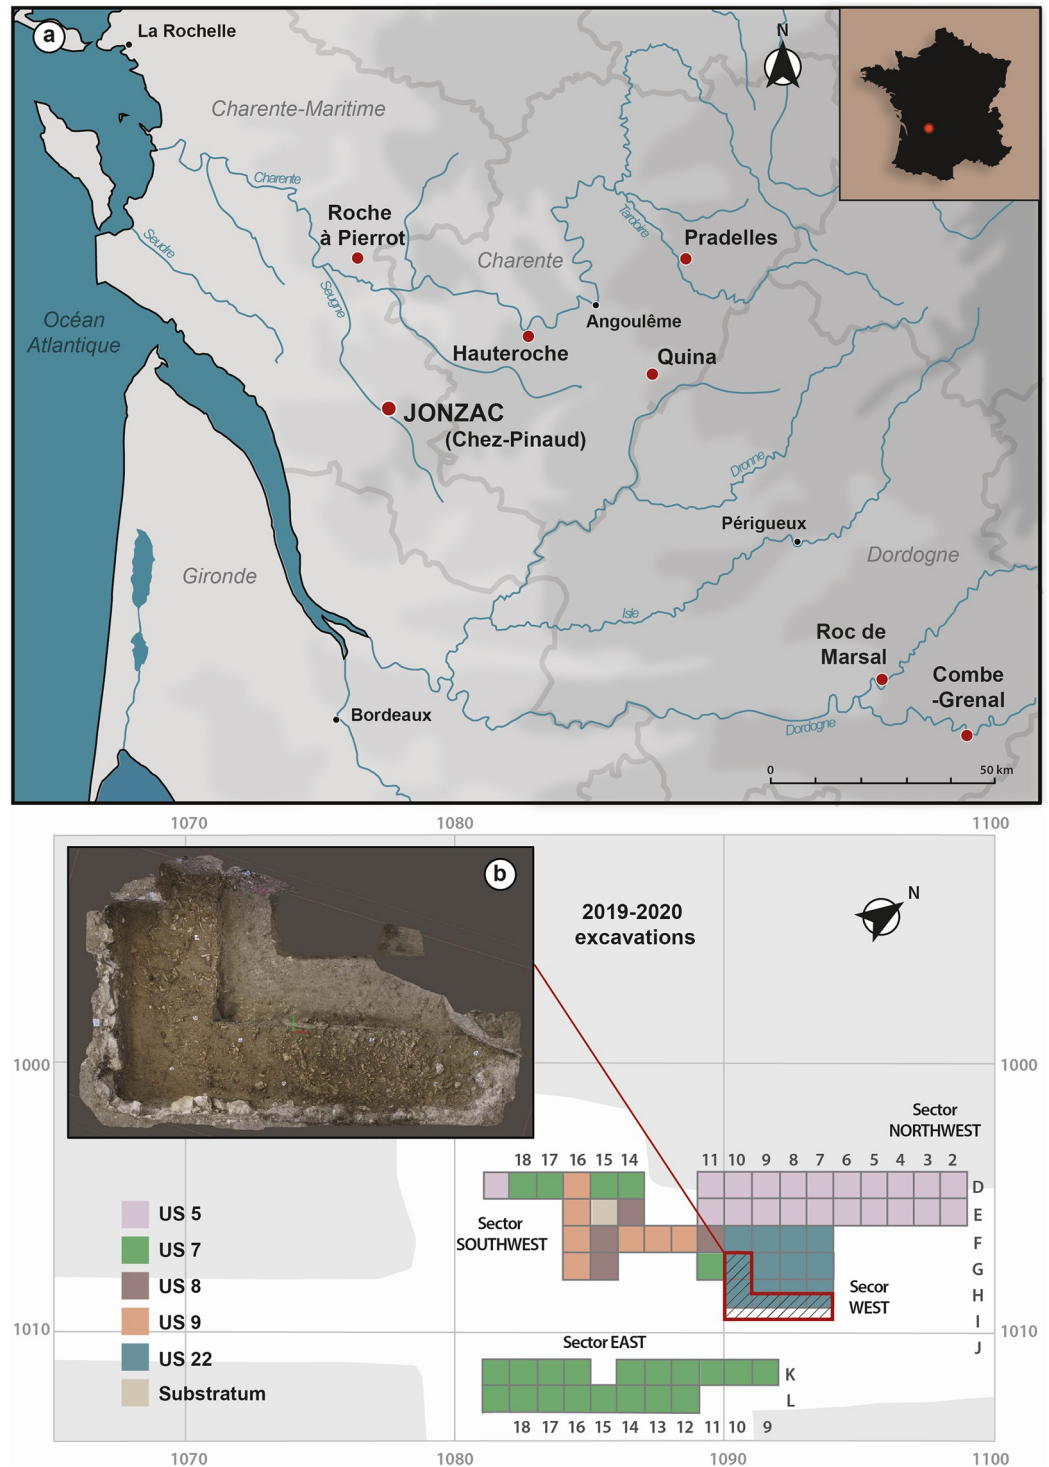 a
La Rochelle
N
Charente-Maritime
Charente
Roche
à Pierrot
Seudre
Tardoire
Pradelles
Charente
Seugne
Océan
Atlantique
Angoulême
Hauteroche
Quina
JONZAC
(Chez-Pinaud)
Dronne
Périgueux
Dordogne
Gironde
Isle
Roc de
Marsal
Combe
-Grenal
Bordeaux
Dordogne
0 50 km
1070 1080 1100
b
N
2019-2020
excavations
1000 1000
Sector
NORTHWEST
18 17 16 15 14 11 10 9 8 7 6 5 4 3 2
D
E
F
G
H
I
J
Sector
SOUTHWEST
Secor
WEST
US 5
US 7
US 8
US 9
US 22
Substratum
1010 1010
Sector EAST
K
L
18 17 16 15 14 13 12 11 10 9
1070 1080 1090 1100